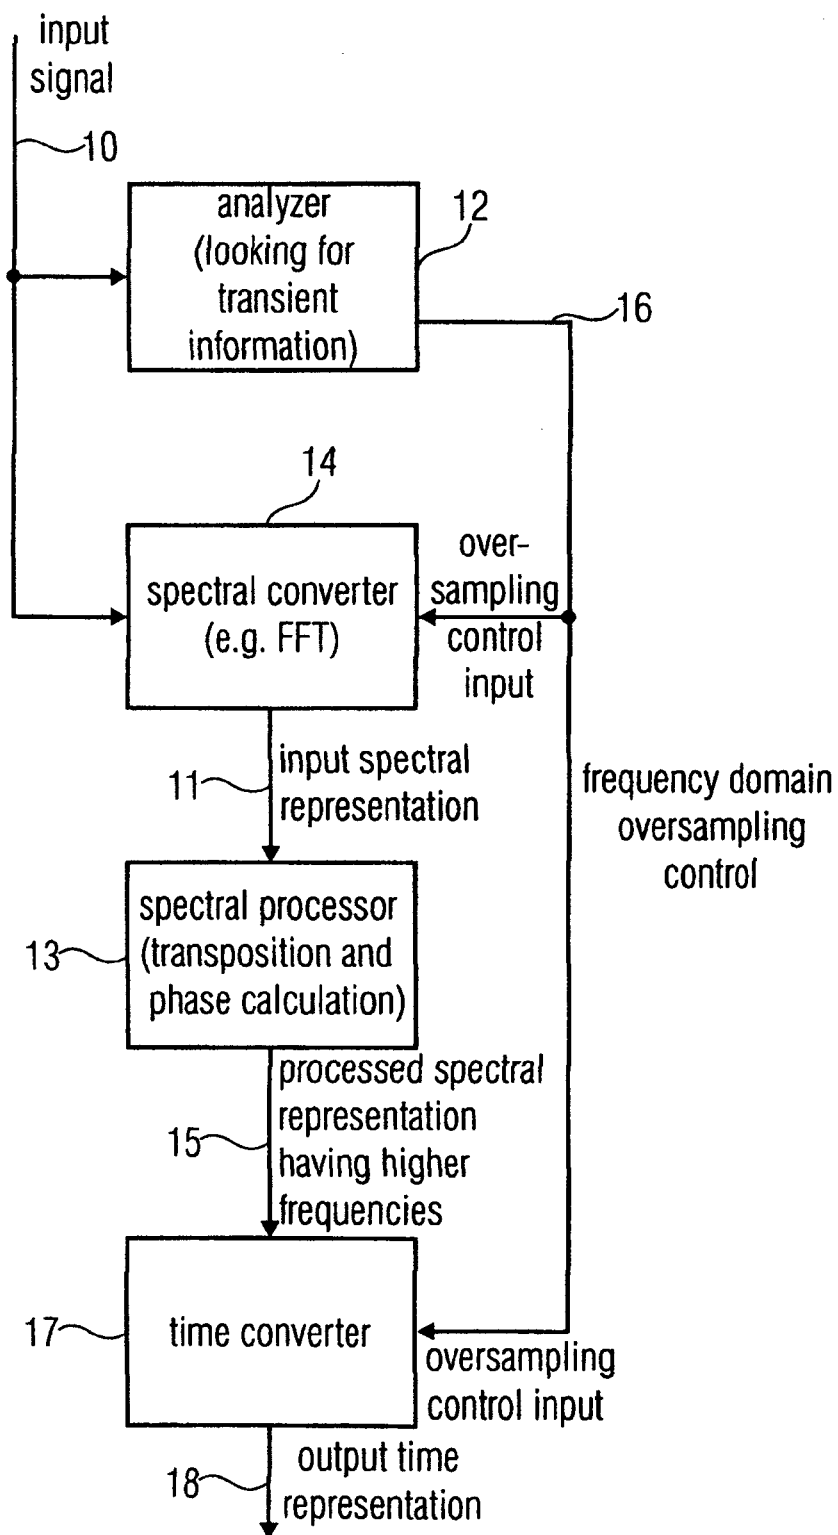 input
signal
10
analyzer
(looking for
transient
information)
12
16
14
spectral converter
(e.g. FFT)
over-
sampling
control
input
11
input spectral
representation
frequency domain
oversampling
control
13
spectral processor
(transposition and
phase calculation)
15
processed spectral
representation
having higher
frequencies
17
time converter
oversampling
control input
18
output time
representation